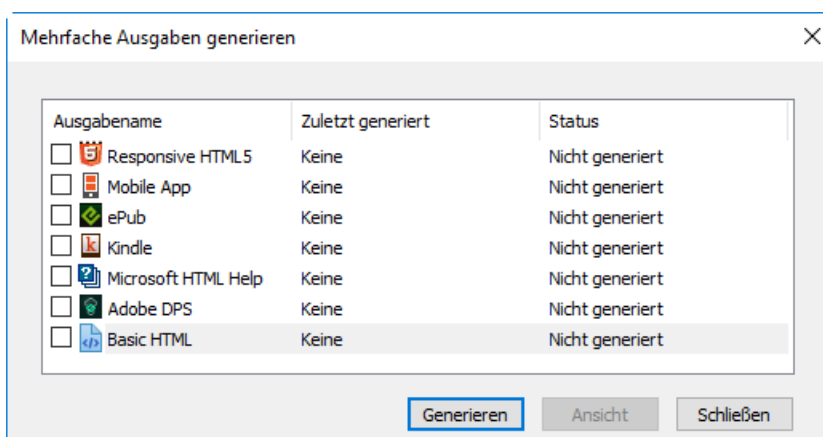 Mehrfache Ausgaben generieren
Ausgabenname Zuletzt generiert Status
Responsive HTML5 Keine Nicht generiert
Mobile App Keine Nicht generiert
ePub Keine Nicht generiert
Kindle Keine Nicht generiert
Microsoft HTML Help Keine Nicht generiert
Adobe DPS Keine Nicht generiert
Basic HTML Keine Nicht generiert
Generieren Ansicht Schließen